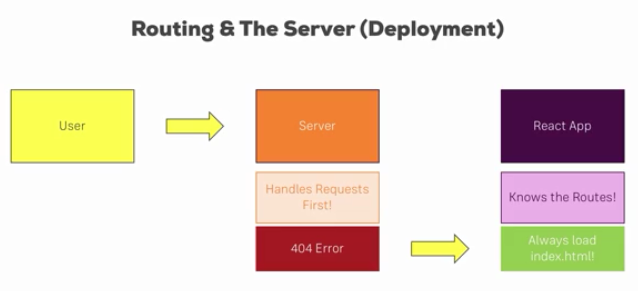 Routing & The Server (Deployment)
User
Server
React App
Handles Requests
First!
Knows the Routes!
404 Error
Always load
index.html!